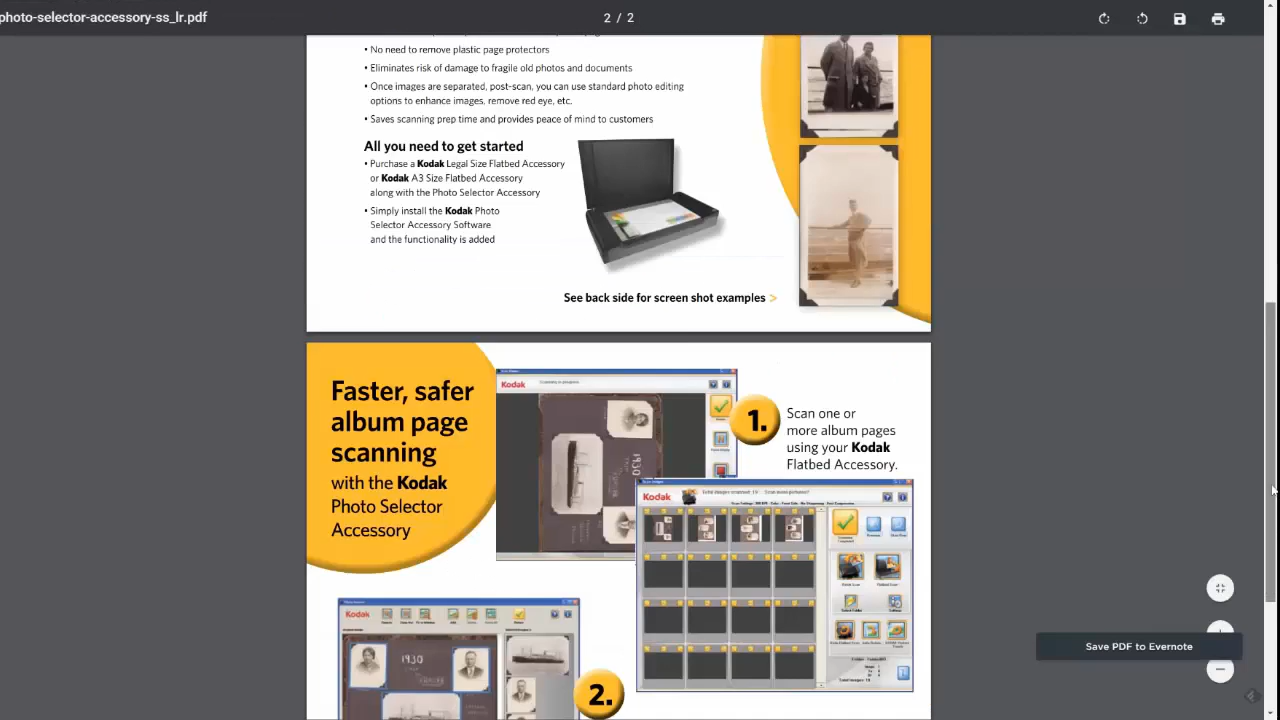 photo-selector-accessory-ss_lr.pdf
2 / 2
• No need to remove plastic page protectors
• Eliminates risk of damage to fragile old photos and documents
• Once images are separated, post-scan, you can use standard photo editing
options to enhance images, remove red eye, etc.
• Saves scanning prep time and provides peace of mind to customers
All you need to get started
• Purchase a Kodak Legal Size Flatbed Accessory
or Kodak A3 Size Flatbed Accessory
along with the Photo Selector Accessory
• Simply install the Kodak Photo
Selector Accessory Software
and the functionality is added
See back side for screen shot examples >
Faster, safer
album page
scanning
with the Kodak
Photo Selector
Accessory
Kodak
1930
1.
Scan one or
more album pages
using your Kodak
Flatbed Accessory.
Kodak
Kodak
1930
2.
Save PDF to Evernote